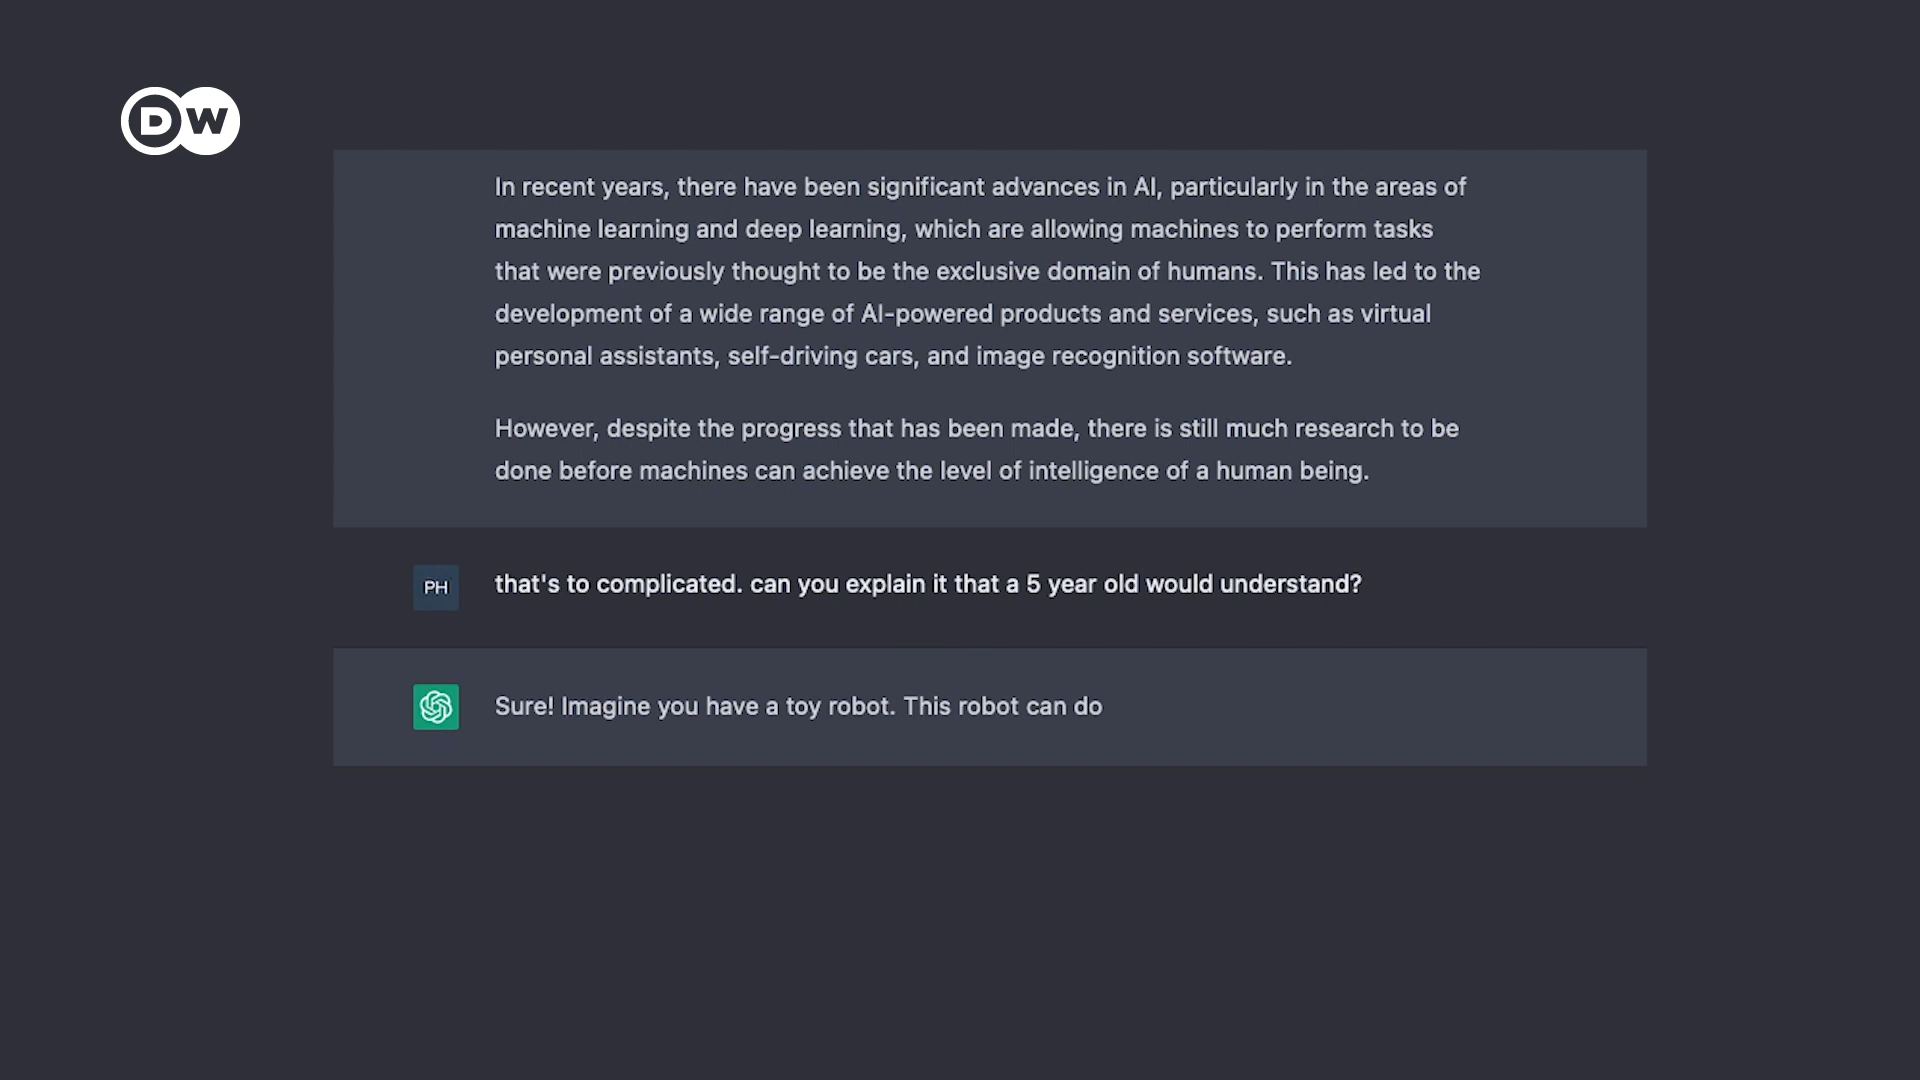 DW
In recent years, there have been significant advances in AI, particularly in the areas of
machine learning and deep learning, which are allowing machines to perform tasks
that were previously thought to be the exclusive domain of humans. This has led to the
development of a wide range of AI-powered products and services, such as virtual
personal assistants, self-driving cars, and image recognition software.
However, despite the progress that has been made, there is still much research to be
done before machines can achieve the level of intelligence of a human being.
PH that's to complicated. can you explain it that a 5 year old would understand?
Sure! Imagine you have a toy robot. This robot can do